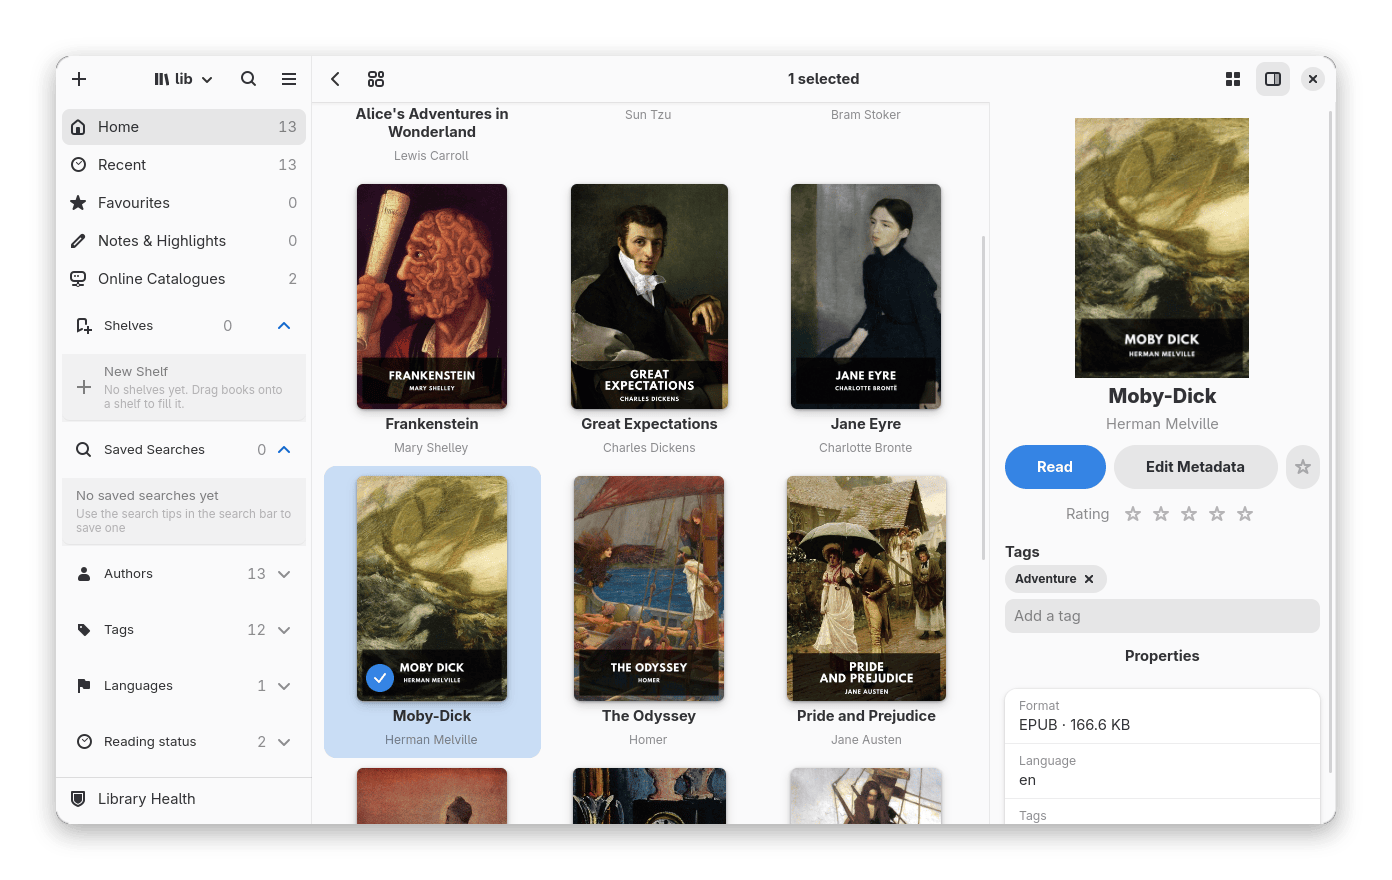 lib
1 selected
Home 13
Recent 13
Favourites 0
Notes & Highlights 0
Online Catalogues 2
Shelves 0
New Shelf
No shelves yet. Drag books onto
a shelf to fill it.
Saved Searches 0
No saved searches yet
Use the search tips in the search bar to
save one
Authors 13
Tags 12
Languages 1
Reading status 2
Library Health
Alice's Adventures in
Wonderland
Lewis Carroll
Sun Tzu
Bram Stoker
FRANKENSTEIN
MARY SHELLEY
Frankenstein
Mary Shelley
GREAT
EXPECTATIONS
CHARLES DICKENS
Great Expectations
Charles Dickens
JANE EYRE
CHARLOTTE BRONTË
Jane Eyre
Charlotte Bronte
MOBY DICK
HERMAN MELVILLE
Moby-Dick
Herman Melville
THE ODYSSEY
HOMER
The Odyssey
Homer
PRIDE
AND PREJUDICE
JANE AUSTEN
Pride and Prejudice
Jane Austen
MOBY DICK
HERMAN MELVILLE
Moby-Dick
Herman Melville
Read
Edit Metadata
Rating
Tags
Adventure
Add a tag
Properties
Format
EPUB · 166.6 KB
Language
en
Tags